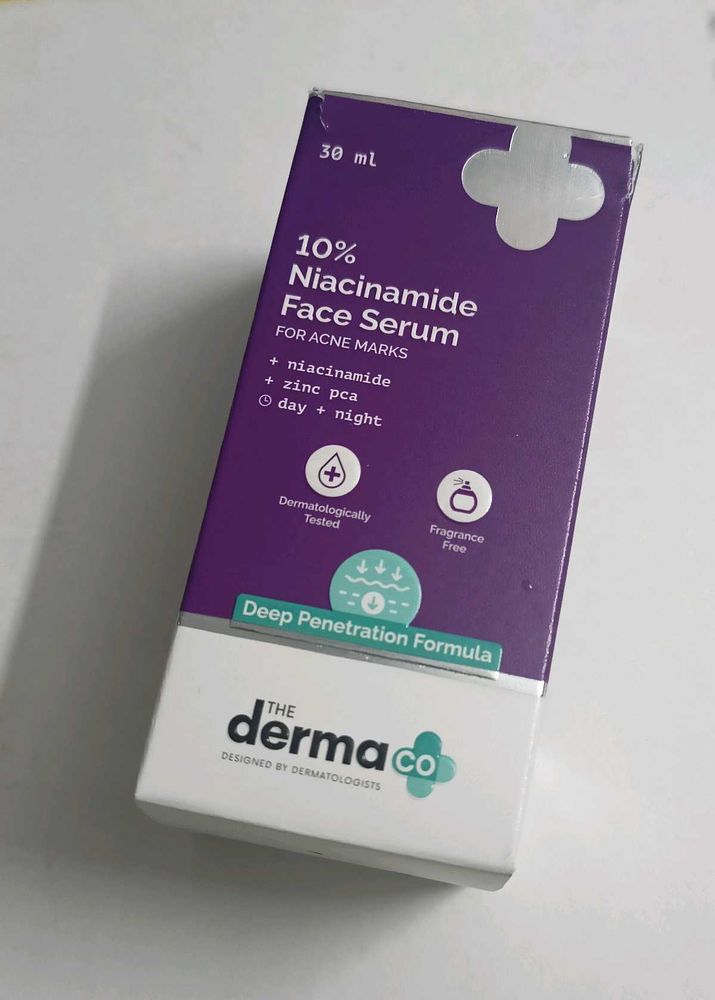 30 ml
10%
Niacinamide
Face Serum
FOR ACNE MARKS
+ niacinamide
+ zinc pca
day + night
Dermatologically
Tested
Fragrance
Free
Deep Penetration Formula
THE
derma co
DESIGNED BY DERMATOLOGISTS